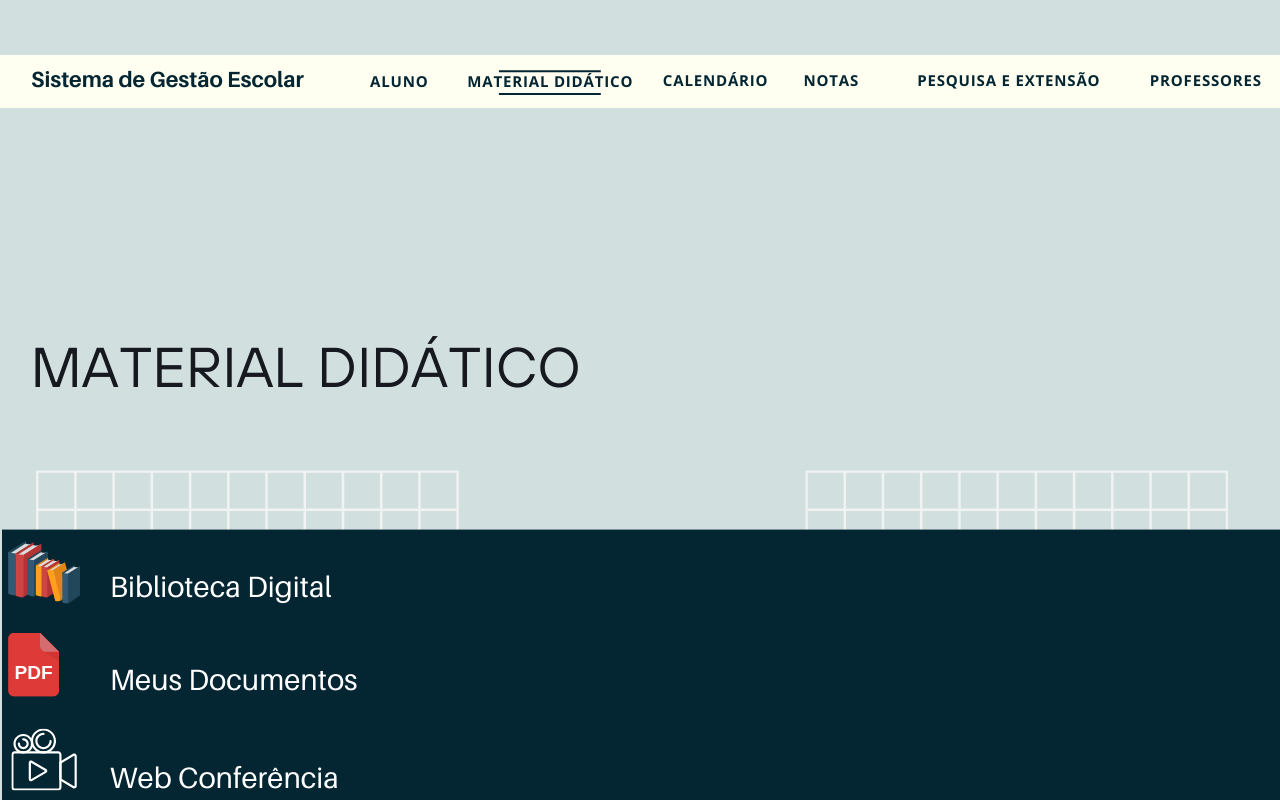 Sistema de Gestão Escolar
ALUNO
MATERIAL DIDÁTICO
CALENDÁRIO
NOTAS
PESQUISA E EXTENSÃO
PROFESSORES
MATERIAL DIDÁTICO
Biblioteca Digital
PDF
Meus Documentos
Web Conferência